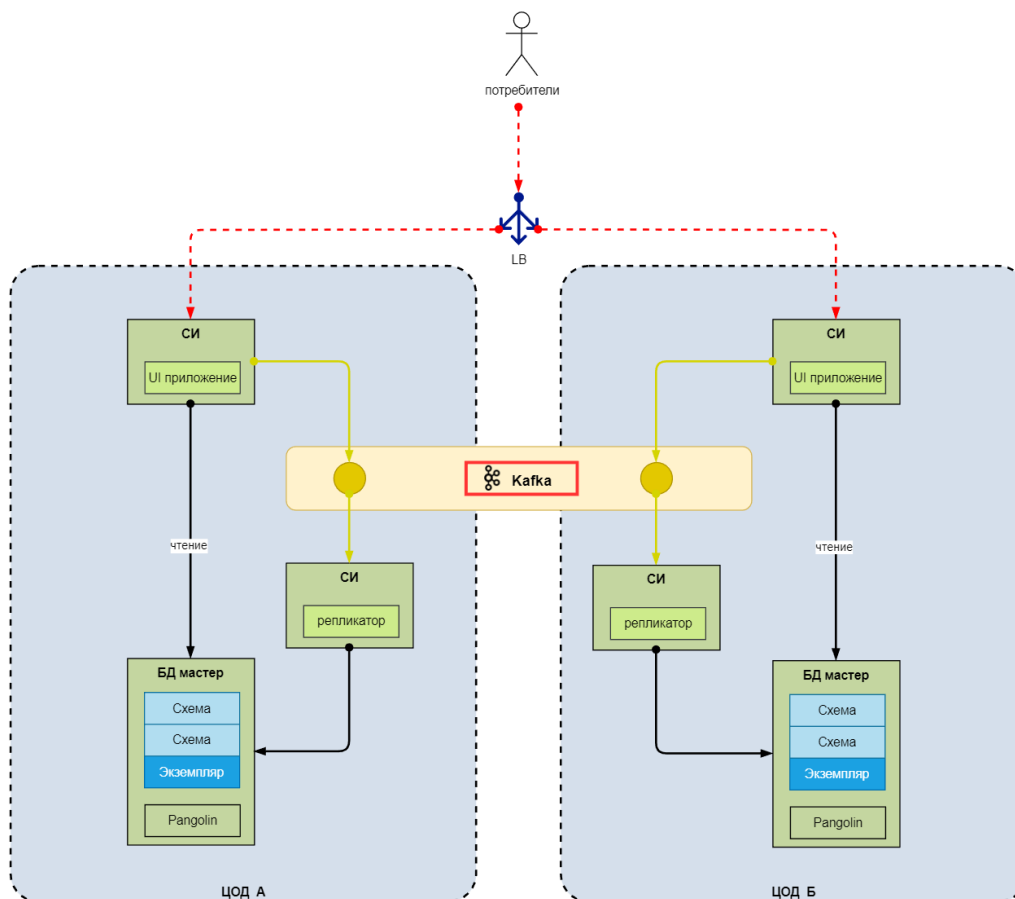 потребители
LB
СИ
UI приложение
СИ
UI приложение
Kafka
чтение
чтение
СИ
репликатор
СИ
репликатор
БД мастер
Схема
Схема
Экземпляр
Pangolin
БД мастер
Схема
Схема
Экземпляр
Pangolin
ЦОД А
ЦОД Б